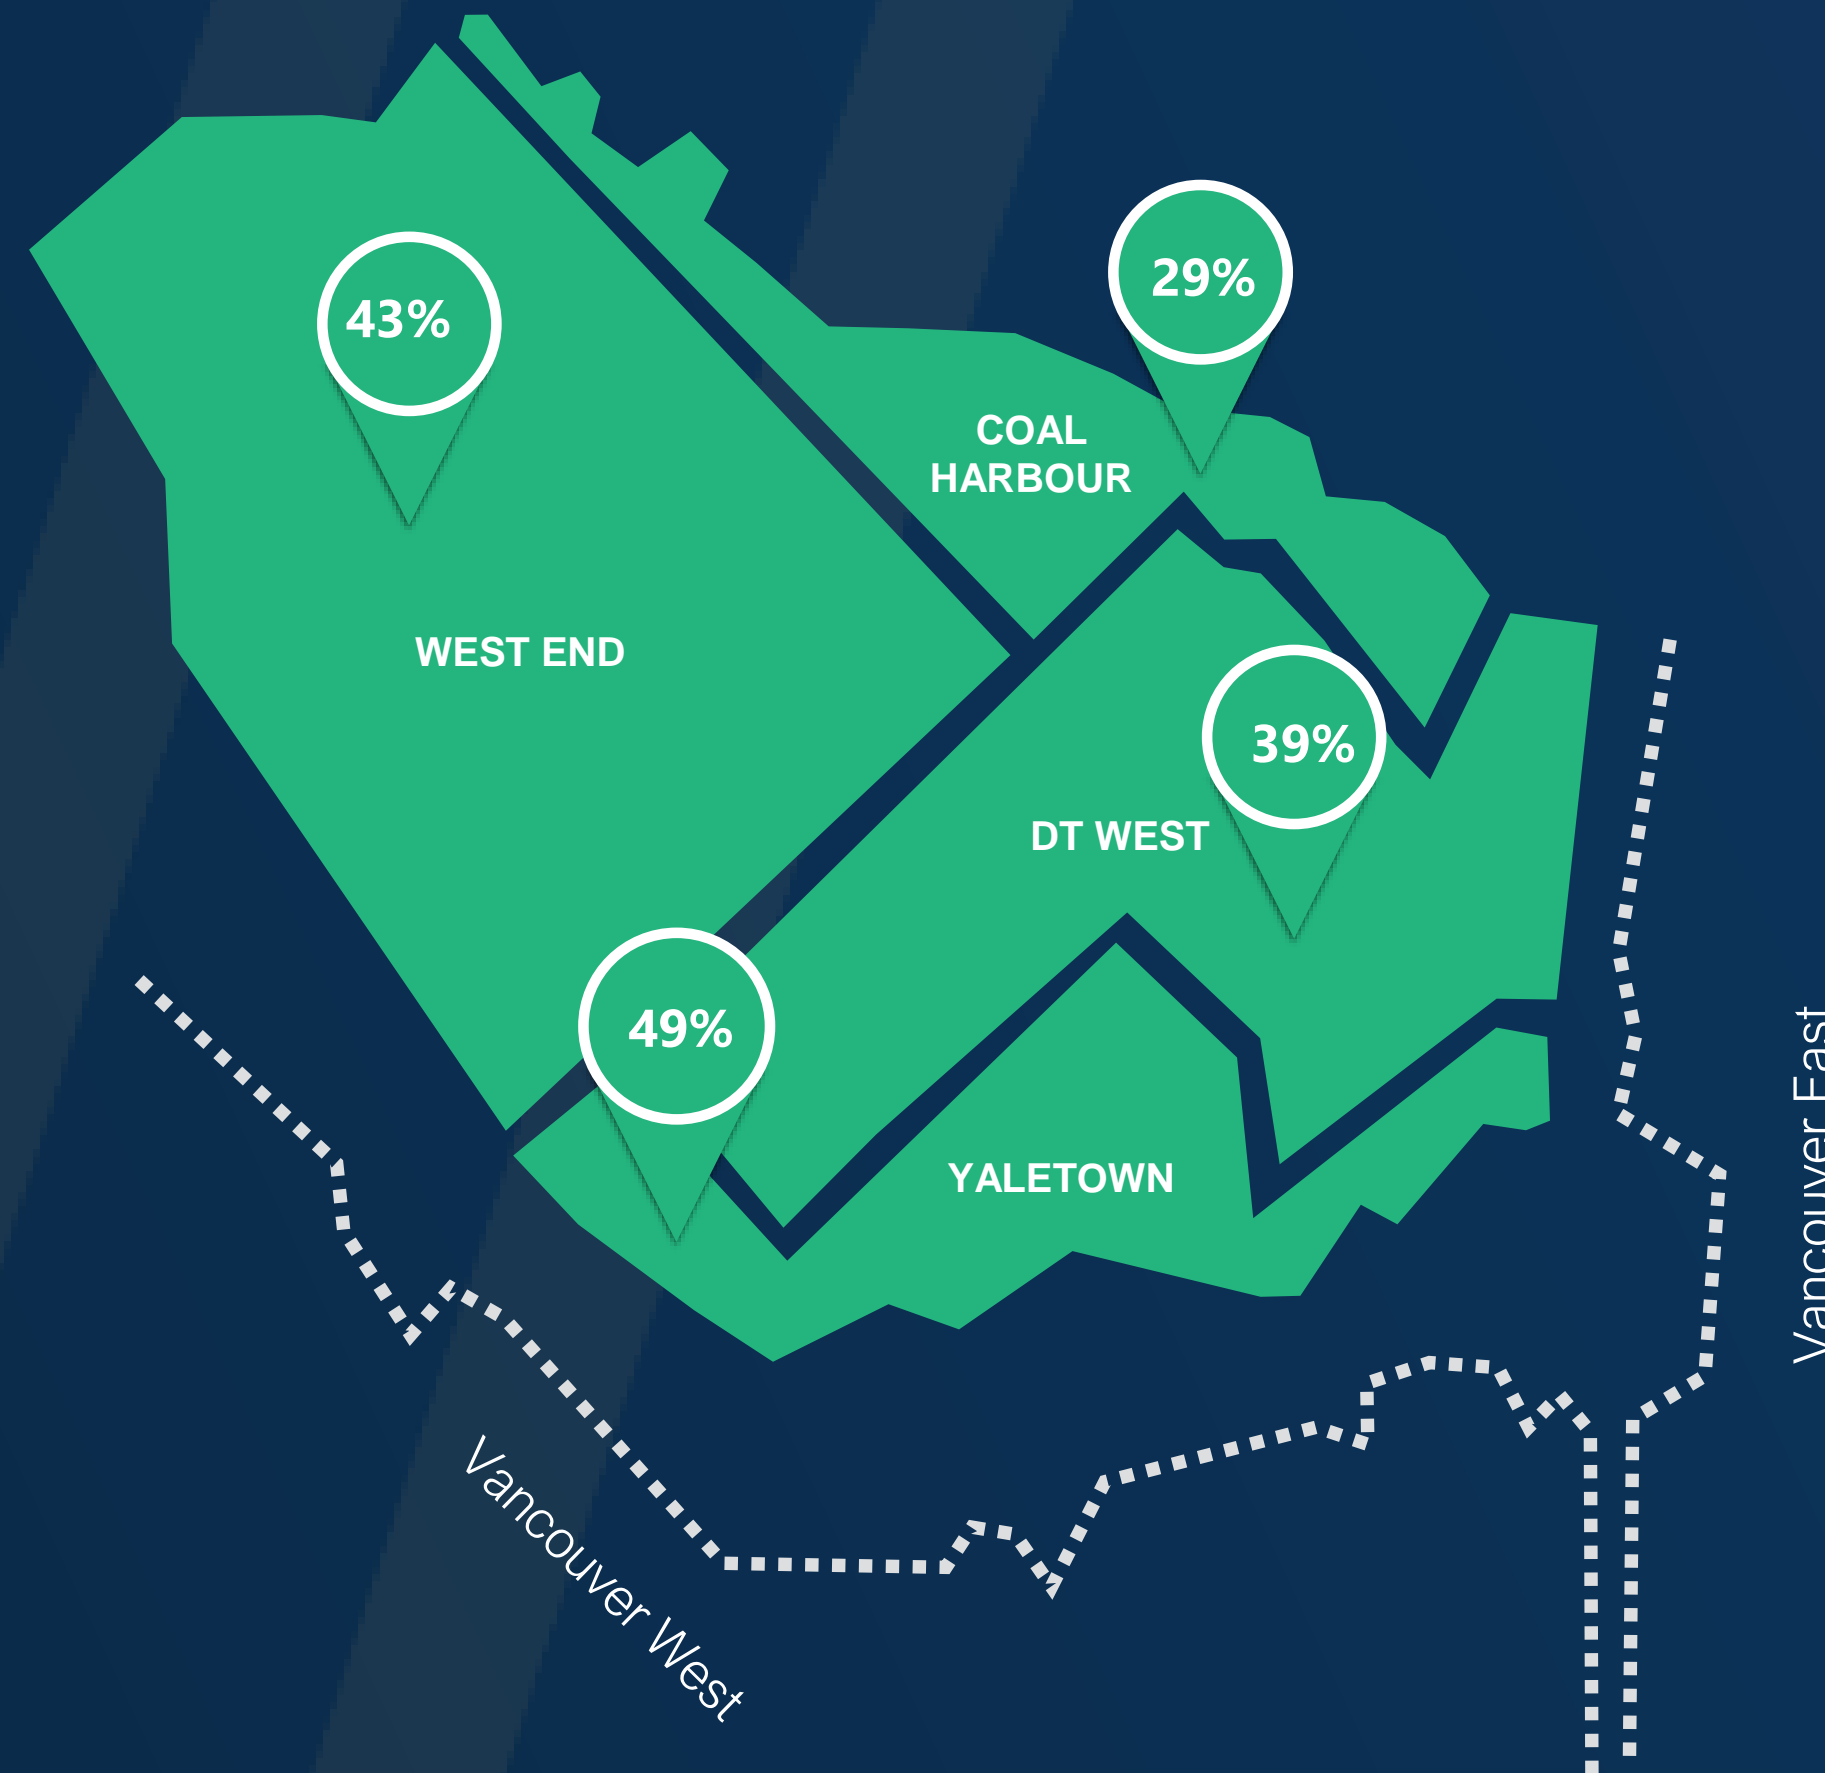 29%
43%
COAL
HARBOUR
WEST END
39%
DT WEST
49%
YALETOWN
Vancouver East
Vancouver West